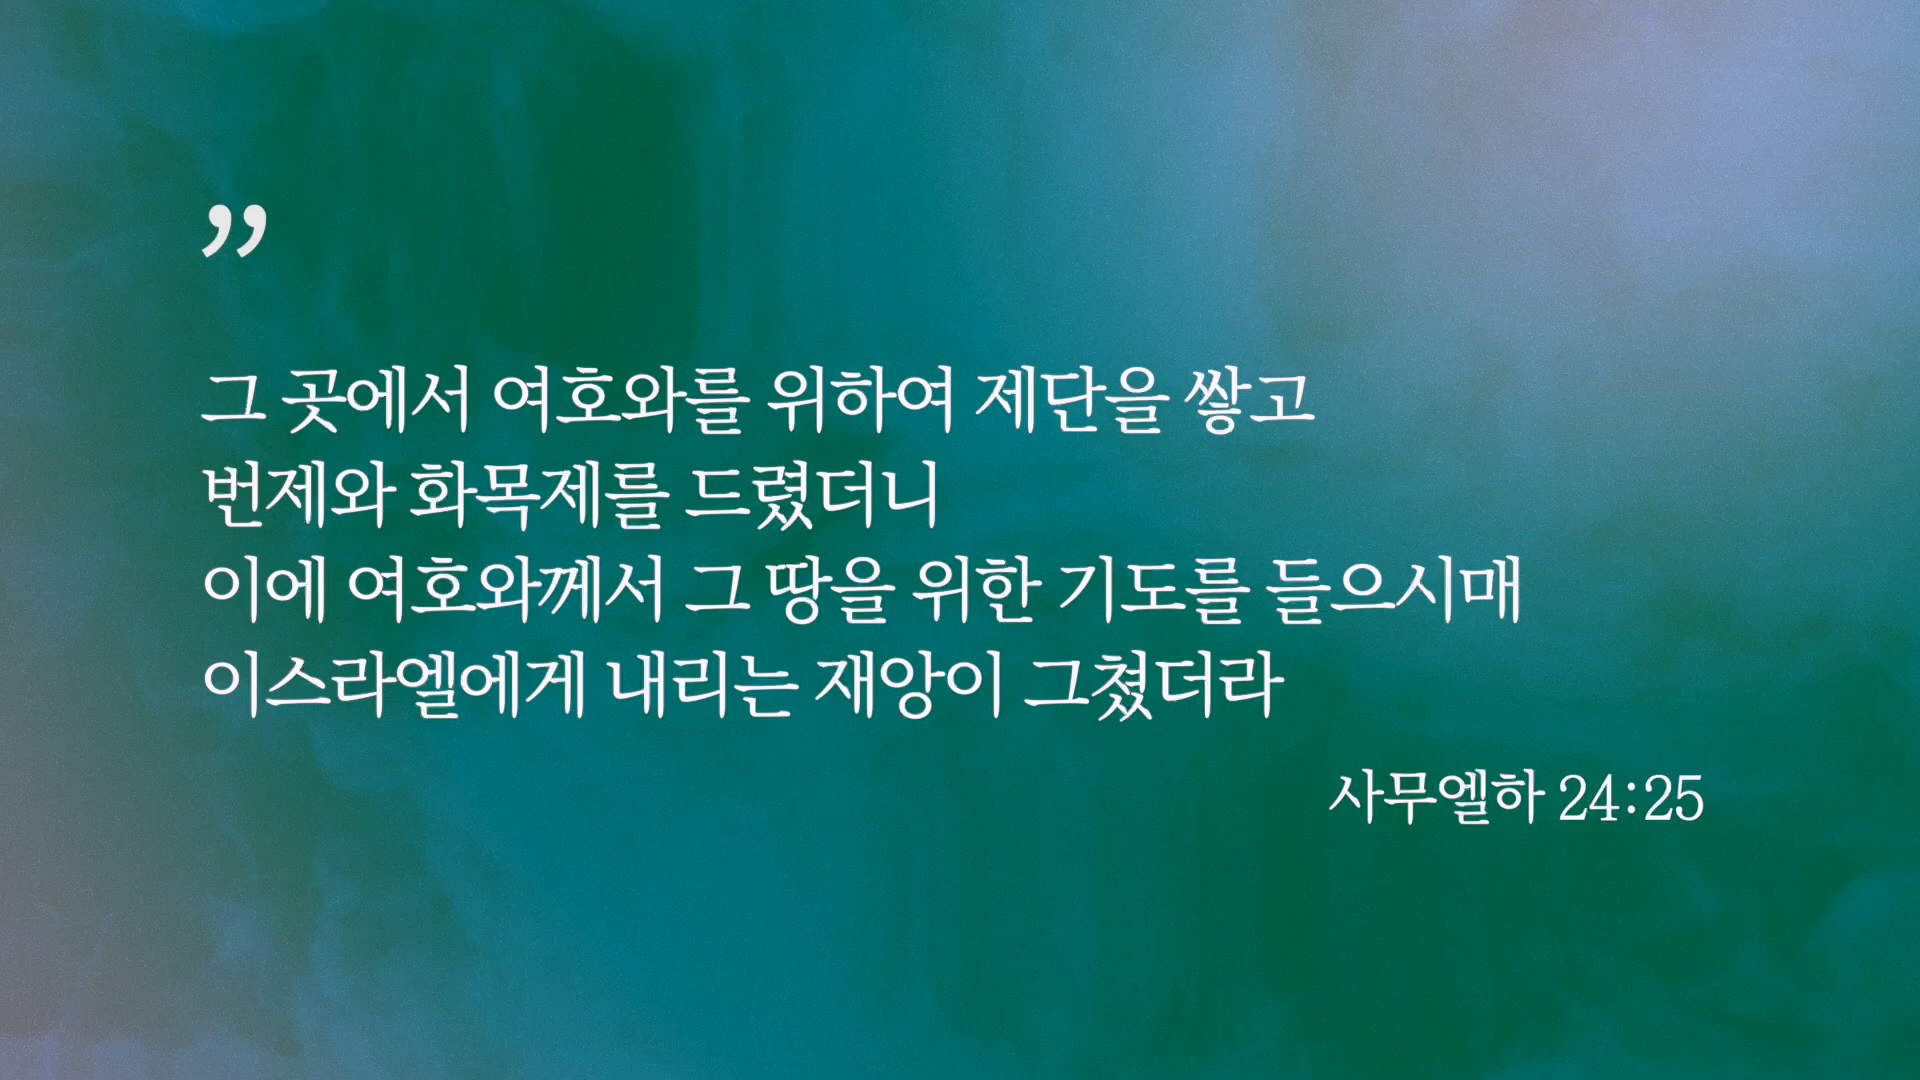 ”
그 곳에서 여호와를 위하여 제단을 쌓고
번제와 화목제를 드렸더니
이에 여호와께서 그 땅을 위한 기도를 들으시매
이스라엘에게 내리는 재앙이 그쳤더라
사무엘하 24:25